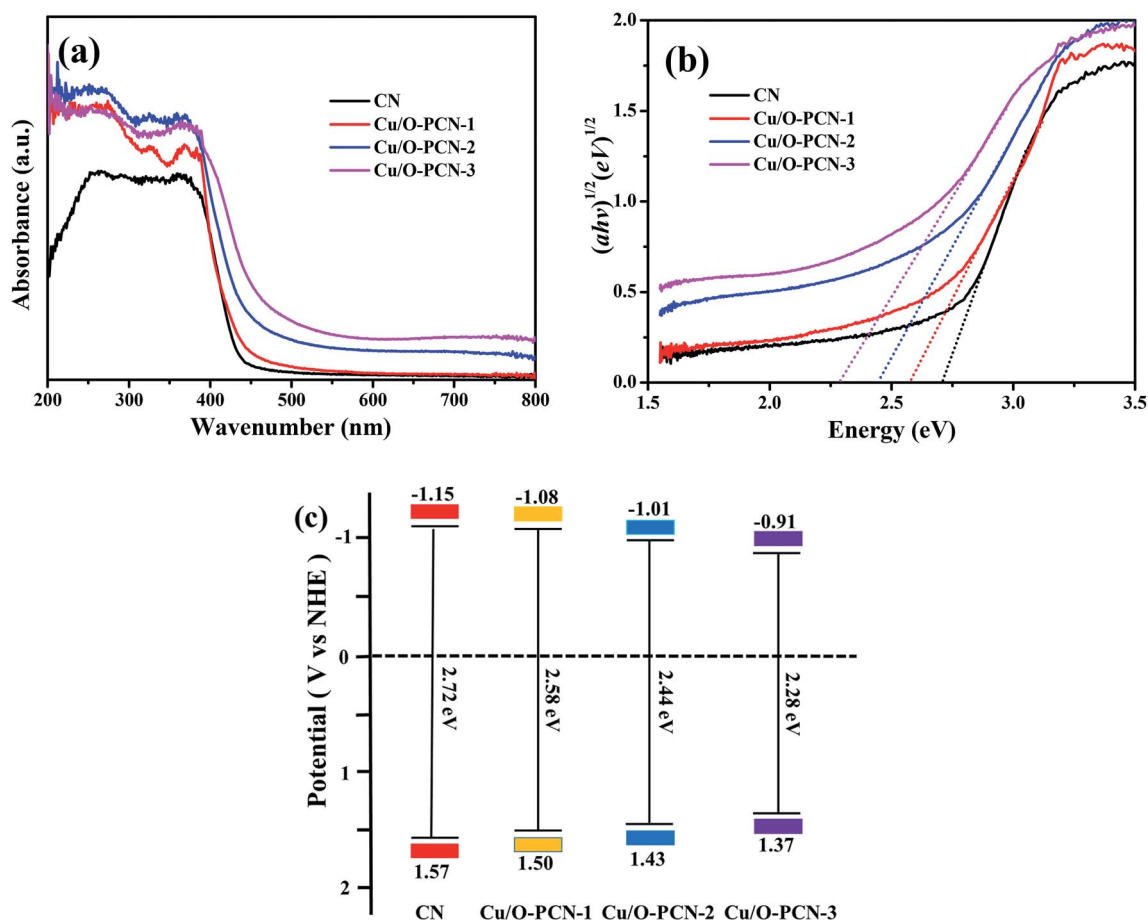 (a)
CN
Cu/O-PCN-1
Cu/O-PCN-2
Cu/O-PCN-3
Absorbance (a.u.)
200 300 400 500 600 700 800
Wavenumber (nm)
(b)
CN
Cu/O-PCN-1
Cu/O-PCN-2
Cu/O-PCN-3
(ahv)^1/2 (eV)^1/2
2.0
1.5
1.0
0.5
0.0
1.5 2.0 2.5 3.0 3.5
Energy (eV)
(c)
-1.15 -1.08 -1.01 -0.91
Potential ( V vs NHE )
-1
0
1
2
2.72 eV
2.58 eV
2.44 eV
2.28 eV
1.57 1.50 1.43 1.37
CN Cu/O-PCN-1 Cu/O-PCN-2 Cu/O-PCN-3